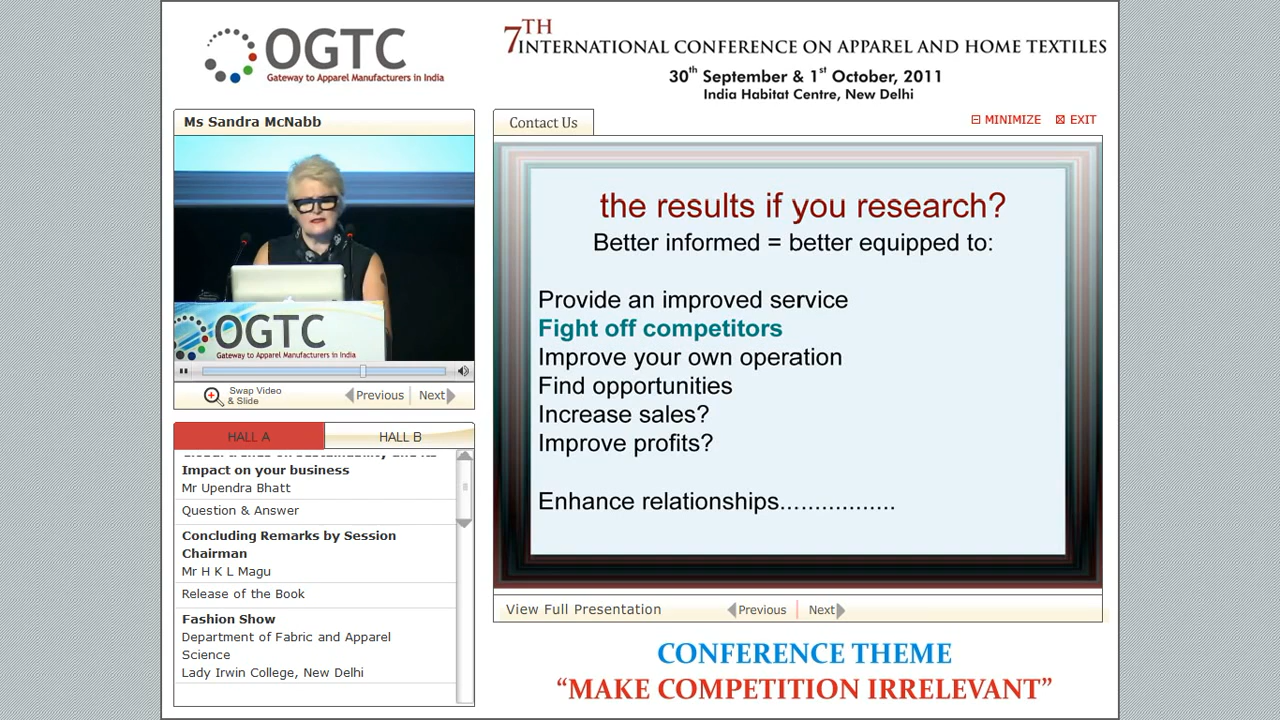 OGTC
Gateway to Apparel Manufacturers in India
7TH
INTERNATIONAL CONFERENCE ON APPAREL AND HOME TEXTILES
30th September & 1st October, 2011
India Habitat Centre, New Delhi
Ms Sandra McNabb
Contact Us
MINIMIZE
EXIT
OGTC
Gateway to Apparel Manufacturers in India
Swap Video
& Slide
Previous
Next
the results if you research?
Better informed = better equipped to:
Provide an improved service
Fight off competitors
Improve your own operation
Find opportunities
Increase sales?
Improve profits?
Enhance relationships................
HALL A
HALL B
Global trends on Sustainability and its
Impact on your business
Mr Upendra Bhatt
Question & Answer
Concluding Remarks by Session
Chairman
Mr H K L Magu
Release of the Book
Fashion Show
Department of Fabric and Apparel
Science
Lady Irwin College, New Delhi
View Full Presentation
Previous
Next
CONFERENCE THEME
“MAKE COMPETITION IRRELEVANT”